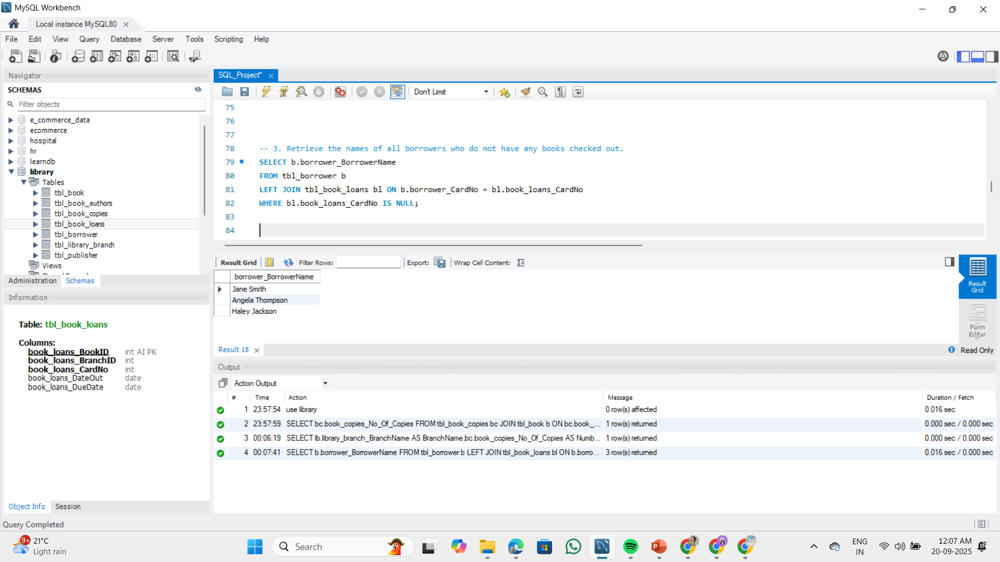 MySQL Workbench
Local instance MySQL80
File Edit View Query Database Server Tools Scripting Help
Navigator
SCHEMAS
Filter objects
e_commerce_data
ecommerce
hospital
hr
learndb
library
Tables
tbl_book
tbl_book_authors
tbl_book_copies
tbl_book_loans
tbl_borrower
tbl_library_branch
tbl_publisher
Views
Administration Schemas
Information
Table: tbl_book_loans
Columns:
book_loans_BookID int AI PK
book_loans_BranchID int
book_loans_CardNo int
book_loans_DateOut date
book_loans_DueDate date
Object Info Session
Query Completed
SQL_Project*
Don't Limit
75
76
77
78 -- 3. Retrieve the names of all borrowers who do not have any books checked out.
79 SELECT b.borrower_BorrowerName
80 FROM tbl_borrower b
81 LEFT JOIN tbl_book_loans bl ON b.borrower_CardNo = bl.book_loans_CardNo
82 WHERE bl.book_loans_CardNo IS NULL;
83
84
Result Grid Filter Rows: Export: Wrap Cell Content:
borrower_BorrowerName
Jane Smith
Angela Thompson
Haley Jackson
Result
Grid
Form
Editor
Result 18
Read Only
Output
Action Output
# Time Action Message Duration / Fetch
1 23:57:54 use library 0 row(s) affected 0.016 sec
2 23:57:59 SELECT bc.book_copies_No_Of_Copies FROM tbl_book_copies bc JOIN tbl_book b ON bc.book_... 1 row(s) returned 0.000 sec / 0.000 sec
3 00:06:19 SELECT lb.library_branch_BranchName AS BranchName,bc.book_copies_No_Of_Copies AS Numb... 1 row(s) returned 0.000 sec / 0.000 sec
4 00:07:41 SELECT b.borrower_BorrowerName FROM tbl_borrower b LEFT JOIN tbl_book_loans bl ON b.borro... 3 row(s) returned 0.016 sec / 0.000 sec
9+
21°C
Light rain
Search
ENG
IN
12:07 AM
20-09-2025